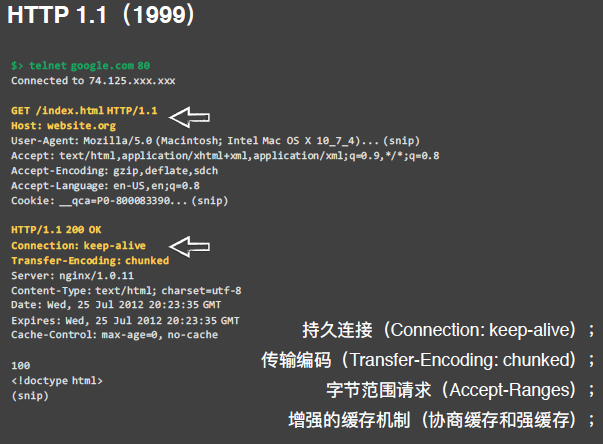 HTTP 1.1（1999）
$> telnet google.com 80
Connected to 74.125.xxx.xxx
GET /index.html HTTP/1.1
Host: website.org
User-Agent: Mozilla/5.0 (Macintosh; Intel Mac OS X 10_7_4)... (snip)
Accept: text/html,application/xhtml+xml,application/xml;q=0.9,*/*;q=0.8
Accept-Encoding: gzip,deflate,sdch
Accept-Language: en-US,en;q=0.8
Cookie: __qca=P0-800083390... (snip)
HTTP/1.1 200 OK
Connection: keep-alive
Transfer-Encoding: chunked
Server: nginx/1.0.11
Content-Type: text/html; charset=utf-8
Date: Wed, 25 Jul 2012 20:23:35 GMT
Expires: Wed, 25 Jul 2012 20:23:35 GMT
Cache-Control: max-age=0, no-cache
100
<!doctype html>
(snip)
持久连接（Connection: keep-alive）；
传输编码（Transfer-Encoding: chunked）；
字节范围请求（Accept-Ranges）；
增强的缓存机制（协商缓存和强缓存）；